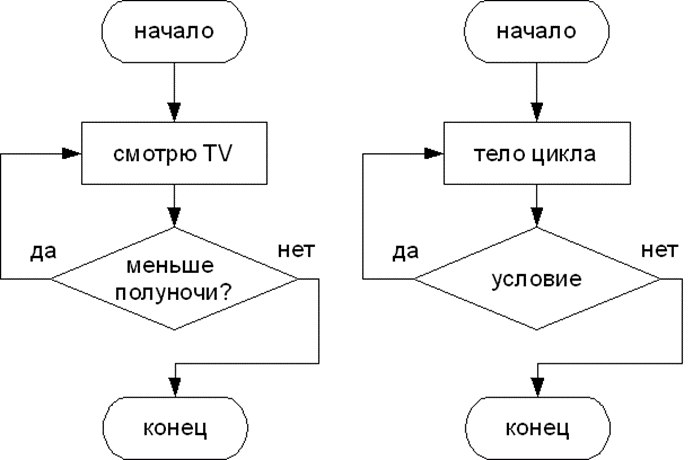 начало
смотрю TV
да
нет
меньше
полуночи?
конец
начало
тело цикла
да
нет
условие
конец